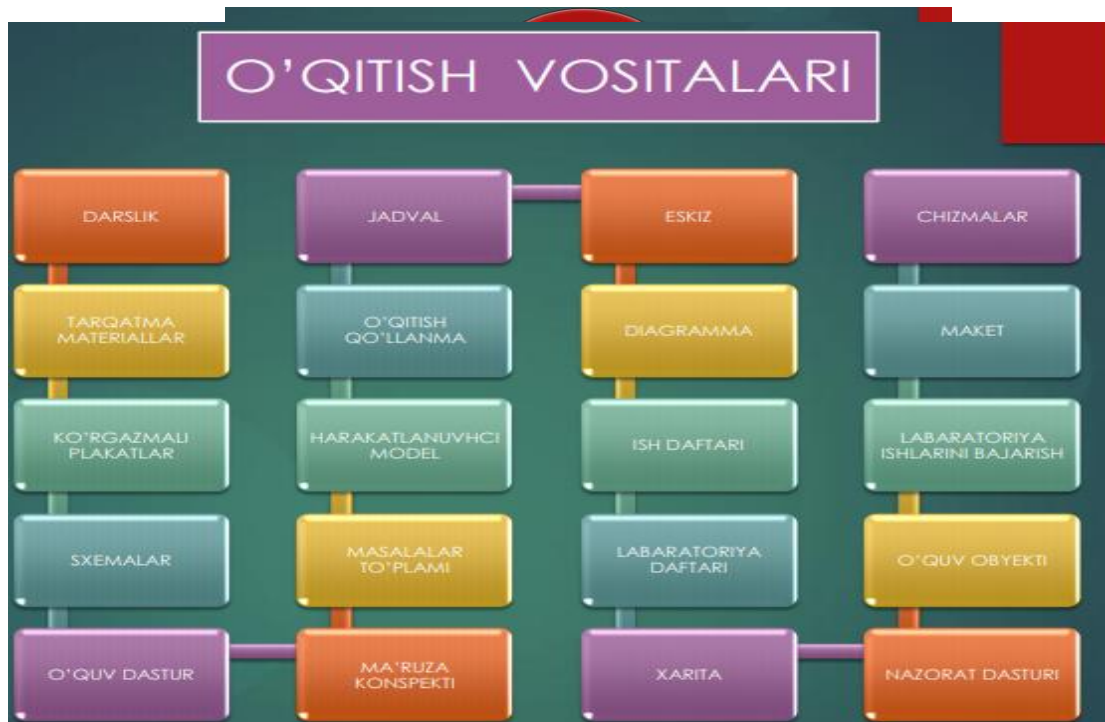 O'QITISH VOSITALARI
DARSLIK
TARQATMA
MATERIALLAR
KO'RGAZMALI
PLAKATLAR
SXEMALAR
O'QUV DASTUR
MA'RUZA
KONSPEKTI
MASALALAR
TO'PLAMI
HARAKATLANUVHCI
MODEL
O'QITISH
QO'LLANMA
JADVAL
ESKIZ
DIAGRAMMA
ISH DAFTARI
LABARATORIYA
DAFTARI
XARITA
NAZORAT DASTURI
O'QUV OBYEKTI
LABARATORIYA
ISHLARINI BAJARISH
MAKET
CHIZMALAR